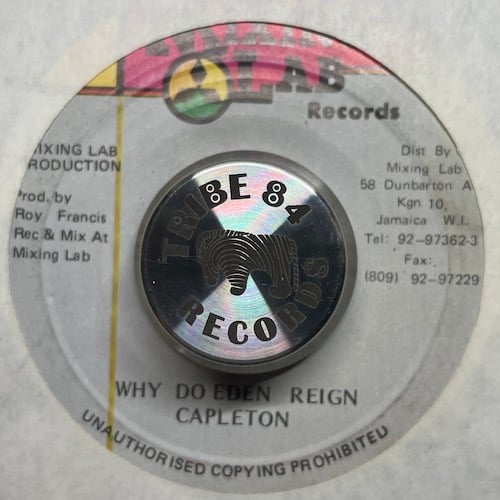 LAB
Records
MIXING LAB
PRODUCTION
Prod. by
Roy Francis
Rec & Mix At
Mixing Lab
Dist By
Mixing Lab
58 Dunbarton A
Kgn 10,
Jamaica W.I.
Tel: 92-97362-3
Fax:
(809) 92-97229
TRIBE 84
RECORDS
WHY DO EDEN REIGN
CAPLETON
UNAUTHORISED COPYING PROHIBITED